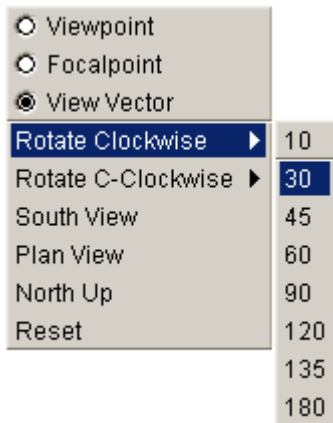 Viewpoint
Focalpoint
View Vector
Rotate Clockwise
Rotate C-Clockwise
South View
Plan View
North Up
Reset
10
30
45
60
90
120
135
180